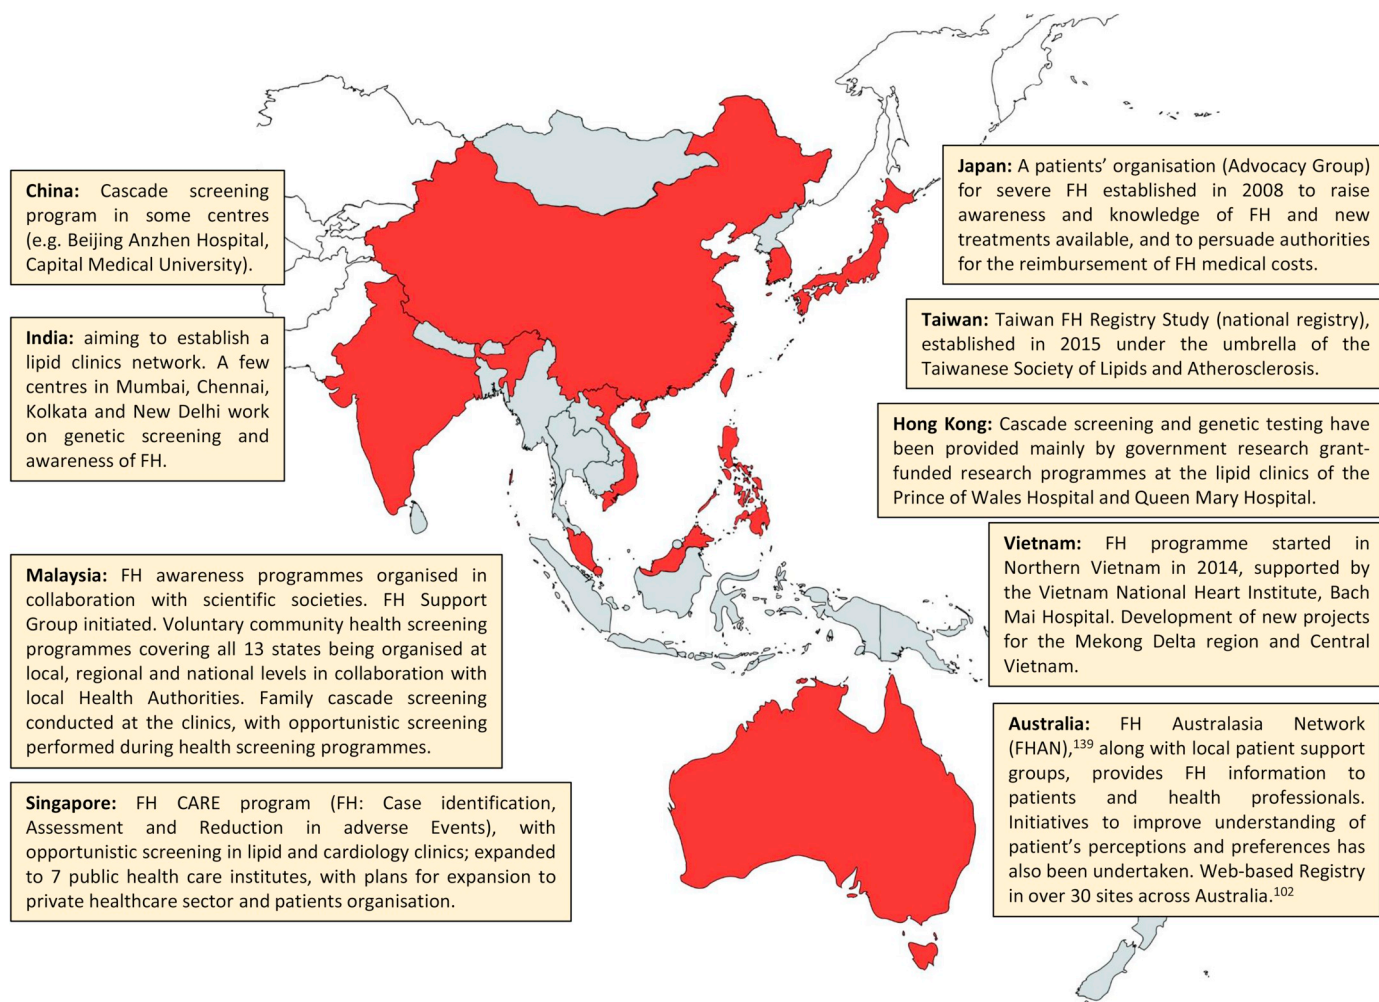 China: Cascade screening
program in some centres
(e.g. Beijing Anzhen Hospital,
Capital Medical University).
India: aiming to establish a
lipid clinics network. A few
centres in Mumbai, Chennai,
Kolkata and New Delhi work
on genetic screening and
awareness of FH.
Malaysia: FH awareness programmes organised in
collaboration with scientific societies. FH Support
Group initiated. Voluntary community health screening
programmes covering all 13 states being organised at
local, regional and national levels in collaboration with
local Health Authorities. Family cascade screening
conducted at the clinics, with opportunistic screening
performed during health screening programmes.
Singapore: FH CARE program (FH: Case identification,
Assessment and Reduction in adverse Events), with
opportunistic screening in lipid and cardiology clinics; expanded
to 7 public health care institutes, with plans for expansion to
private healthcare sector and patients organisation.
Japan: A patients’ organisation (Advocacy Group)
for severe FH established in 2008 to raise
awareness and knowledge of FH and new
treatments available, and to persuade authorities
for the reimbursement of FH medical costs.
Taiwan: Taiwan FH Registry Study (national registry),
established in 2015 under the umbrella of the
Taiwanese Society of Lipids and Atherosclerosis.
Hong Kong: Cascade screening and genetic testing have
been provided mainly by government research grant-
funded research programmes at the lipid clinics of the
Prince of Wales Hospital and Queen Mary Hospital.
Vietnam: FH programme started in
Northern Vietnam in 2014, supported by
the Vietnam National Heart Institute, Bach
Mai Hospital. Development of new projects
for the Mekong Delta region and Central
Vietnam.
Australia: FH Australasia Network
(FHAN),139 along with local patient support
groups, provides FH information to
patients and health professionals.
Initiatives to improve understanding of
patient’s perceptions and preferences has
also been undertaken. Web-based Registry
in over 30 sites across Australia.102